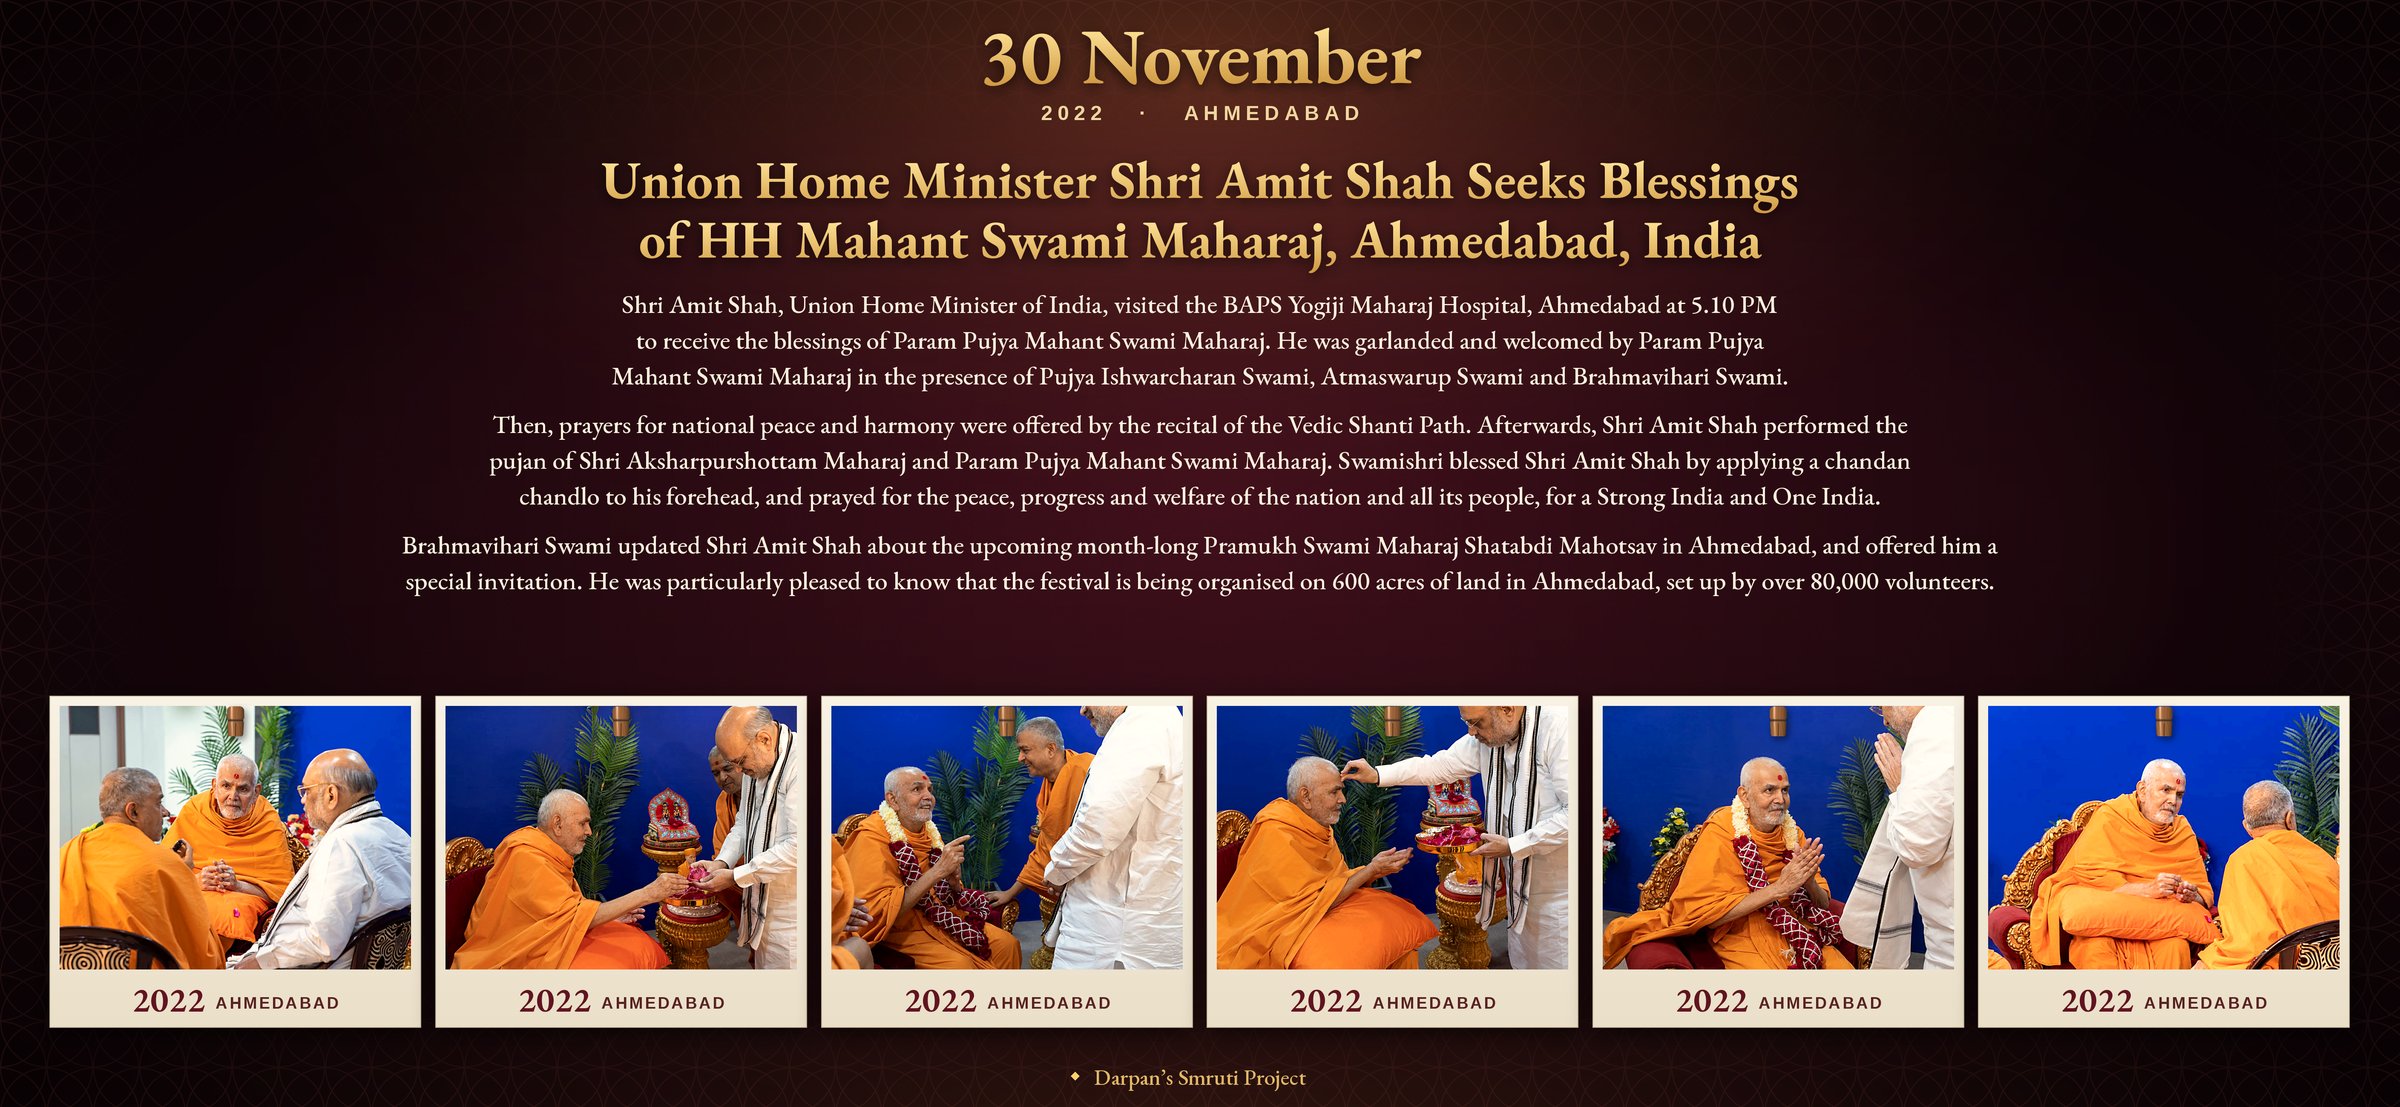 30 November
2022 · AHMEDABAD
Union Home Minister Shri Amit Shah Seeks Blessings
of HH Mahant Swami Maharaj, Ahmedabad, India
Shri Amit Shah, Union Home Minister of India, visited the BAPS Yogiji Maharaj Hospital, Ahmedabad at 5.10 PM
to receive the blessings of Param Pujya Mahant Swami Maharaj. He was garlanded and welcomed by Param Pujya
Mahant Swami Maharaj in the presence of Pujya Ishwarcharan Swami, Atmaswarup Swami and Brahmavihari Swami.
Then, prayers for national peace and harmony were offered by the recital of the Vedic Shanti Path. Afterwards, Shri Amit Shah performed the
pujan of Shri Aksharpurshottam Maharaj and Param Pujya Mahant Swami Maharaj. Swamishri blessed Shri Amit Shah by applying a chandan
chandlo to his forehead, and prayed for the peace, progress and welfare of the nation and all its people, for a Strong India and One India.
Brahmavihari Swami updated Shri Amit Shah about the upcoming month-long Pramukh Swami Maharaj Shatabdi Mahotsav in Ahmedabad, and offered him a
special invitation. He was particularly pleased to know that the festival is being organised on 600 acres of land in Ahmedabad, set up by over 80,000 volunteers.
2022 AHMEDABAD
2022 AHMEDABAD
2022 AHMEDABAD
2022 AHMEDABAD
2022 AHMEDABAD
2022 AHMEDABAD
Darpan’s Smruti Project